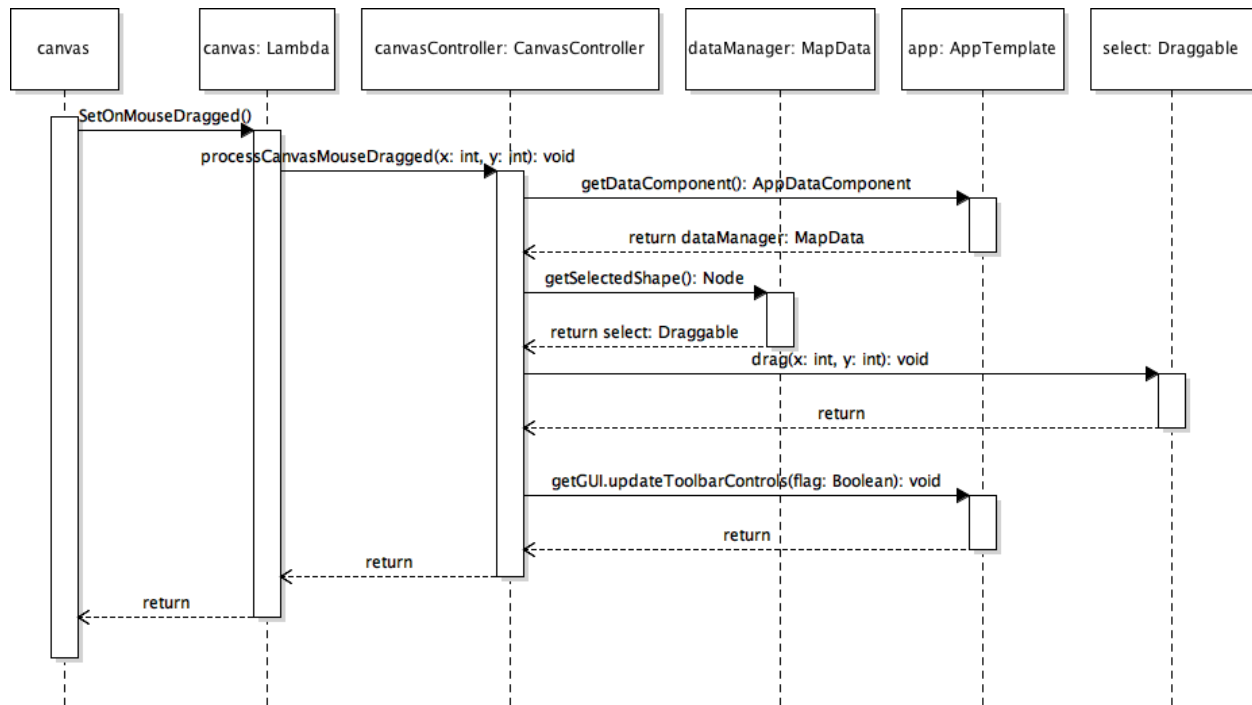 canvas
canvas: Lambda
canvasController: CanvasController
dataManager: MapData
app: AppTemplate
select: Draggable
SetOnMouseDragged()
processCanvasMouseDragged(x: int, y: int): void
getDataComponent(): AppDataComponent
return dataManager: MapData
getSelectedShape(): Node
return select: Draggable
drag(x: int, y: int): void
return
getGUI.updateToolbarControls(flag: Boolean): void
return
return
return